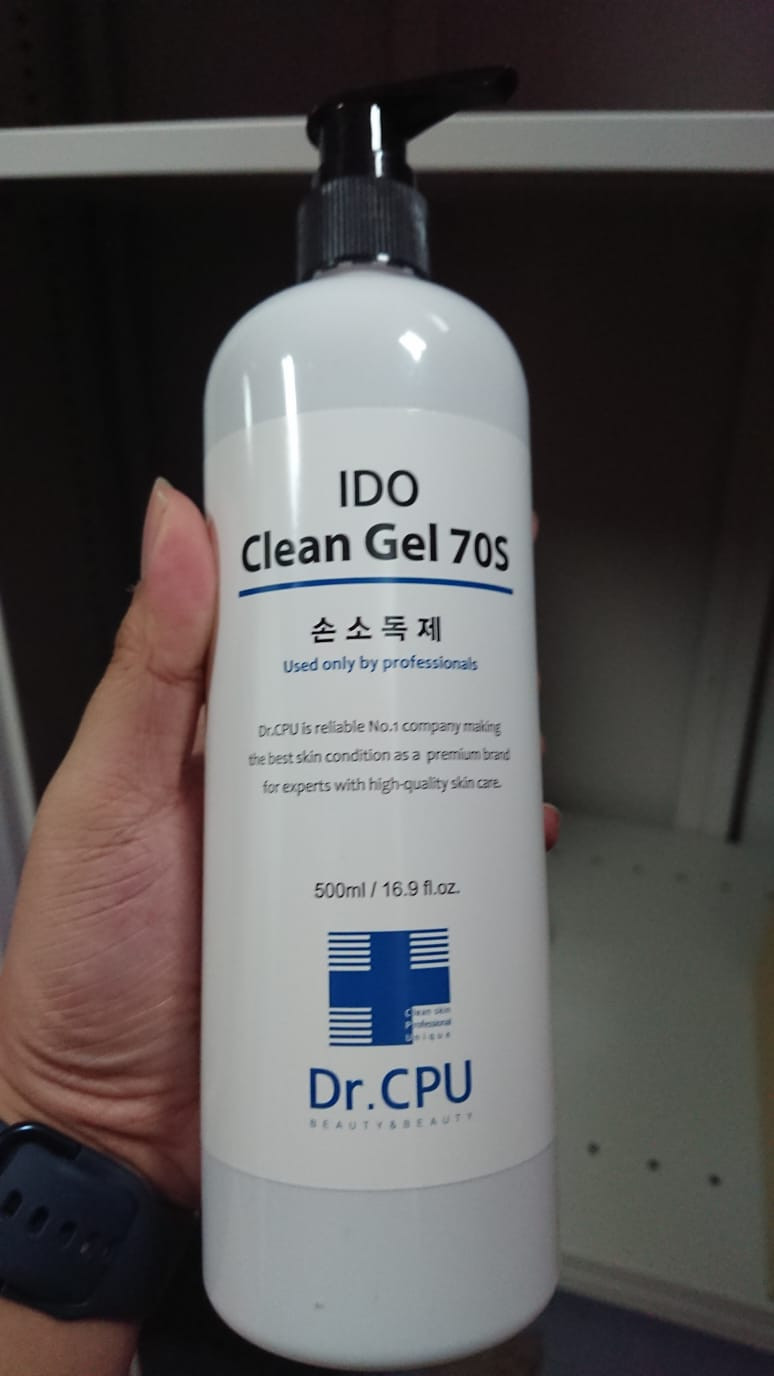 IDO
Clean Gel 70S
손소독제
Used only by professionals
Dr.CPU is reliable No.1 company making
the best skin condition as a premium brand
for experts with high-quality skin care.
500ml / 16.9 fl.oz.
Clean skin
Professional
Unique
Dr.CPU
BEAUTY&BEAUTY